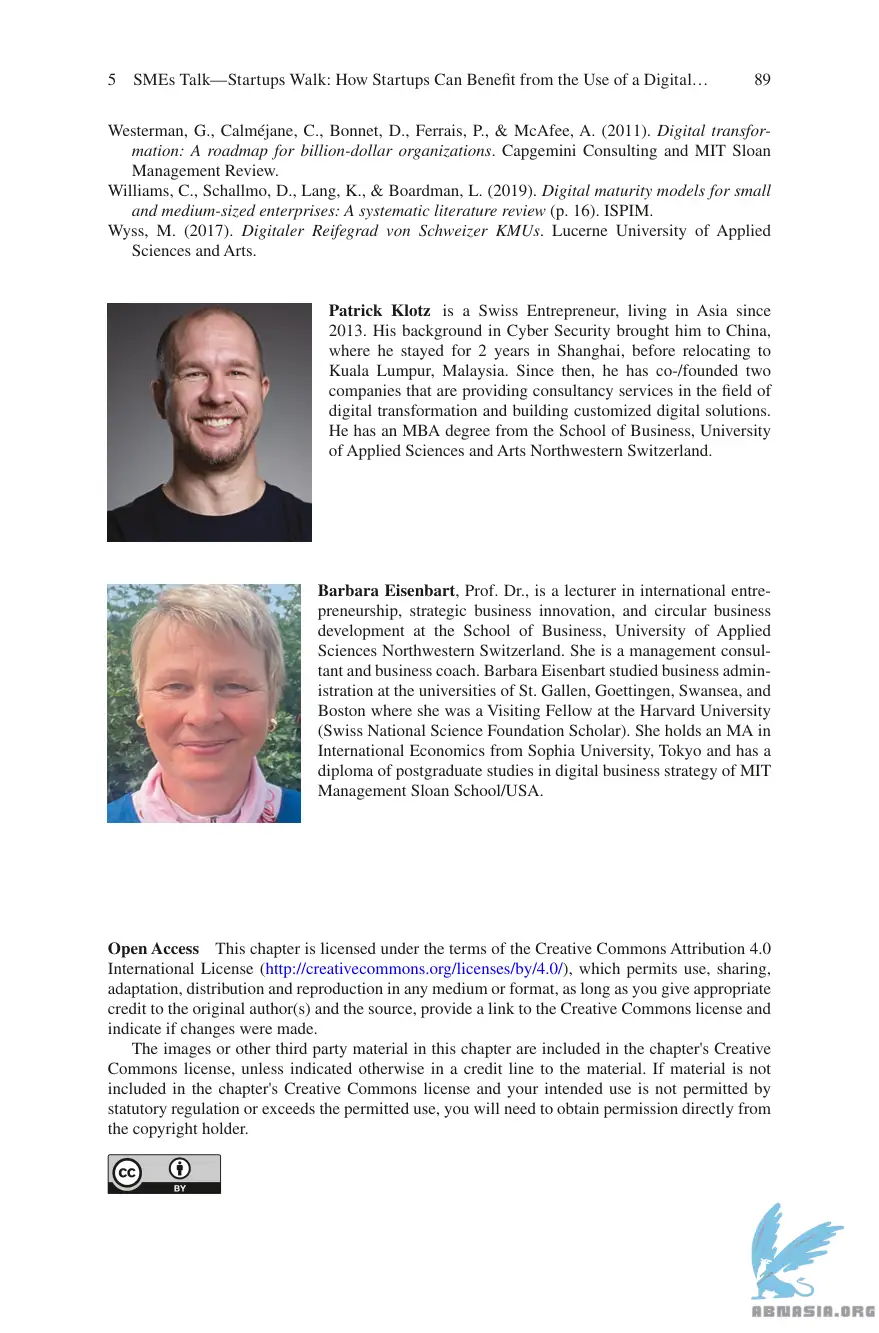 5 SMEs Talk—Startups Walk: How Startups Can Benefit from the Use of a Digital… 89
Westerman, G., Calméjane, C., Bonnet, D., Ferrais, P., & McAfee, A. (2011). Digital transfor-
mation: A roadmap for billion-dollar organizations. Capgemini Consulting and MIT Sloan
Management Review.
Williams, C., Schallmo, D., Lang, K., & Boardman, L. (2019). Digital maturity models for small
and medium-sized enterprises: A systematic literature review (p. 16). ISPIM.
Wyss, M. (2017). Digitaler Reifegrad von Schweizer KMUs. Lucerne University of Applied
Sciences and Arts.
Patrick Klotz is a Swiss Entrepreneur, living in Asia since
2013. His background in Cyber Security brought him to China,
where he stayed for 2 years in Shanghai, before relocating to
Kuala Lumpur, Malaysia. Since then, he has co-/founded two
companies that are providing consultancy services in the field of
digital transformation and building customized digital solutions.
He has an MBA degree from the School of Business, University
of Applied Sciences and Arts Northwestern Switzerland.
Barbara Eisenbart, Prof. Dr., is a lecturer in international entre-
preneurship, strategic business innovation, and circular business
development at the School of Business, University of Applied
Sciences Northwestern Switzerland. She is a management consul-
tant and business coach. Barbara Eisenbart studied business admin-
istration at the universities of St. Gallen, Goettingen, Swansea, and
Boston where she was a Visiting Fellow at the Harvard University
(Swiss National Science Foundation Scholar). She holds an MA in
International Economics from Sophia University, Tokyo and has a
diploma of postgraduate studies in digital business strategy of MIT
Management Sloan School/USA.
Open Access This chapter is licensed under the terms of the Creative Commons Attribution 4.0
International License (http://creativecommons.org/licenses/by/4.0/), which permits use, sharing,
adaptation, distribution and reproduction in any medium or format, as long as you give appropriate
credit to the original author(s) and the source, provide a link to the Creative Commons license and
indicate if changes were made.
The images or other third party material in this chapter are included in the chapter's Creative
Commons license, unless indicated otherwise in a credit line to the material. If material is not
included in the chapter's Creative Commons license and your intended use is not permitted by
statutory regulation or exceeds the permitted use, you will need to obtain permission directly from
the copyright holder.
cc
BY
ABNASIA.ORG